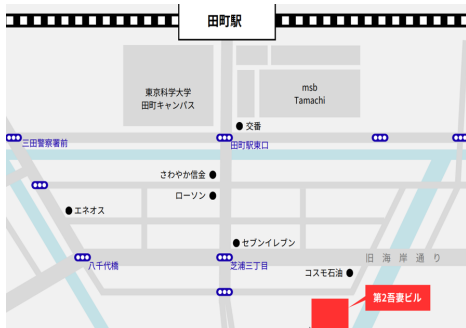 田町駅
東京科学大学
田町キャンパス
msb
Tamachi
交番
三田警察署前
田町駅東口
さわやか信金
ローソン
エネオス
セブンイレブン
八千代橋
芝浦三丁目
旧海岸通り
コスモ石油
第2吾妻ビル